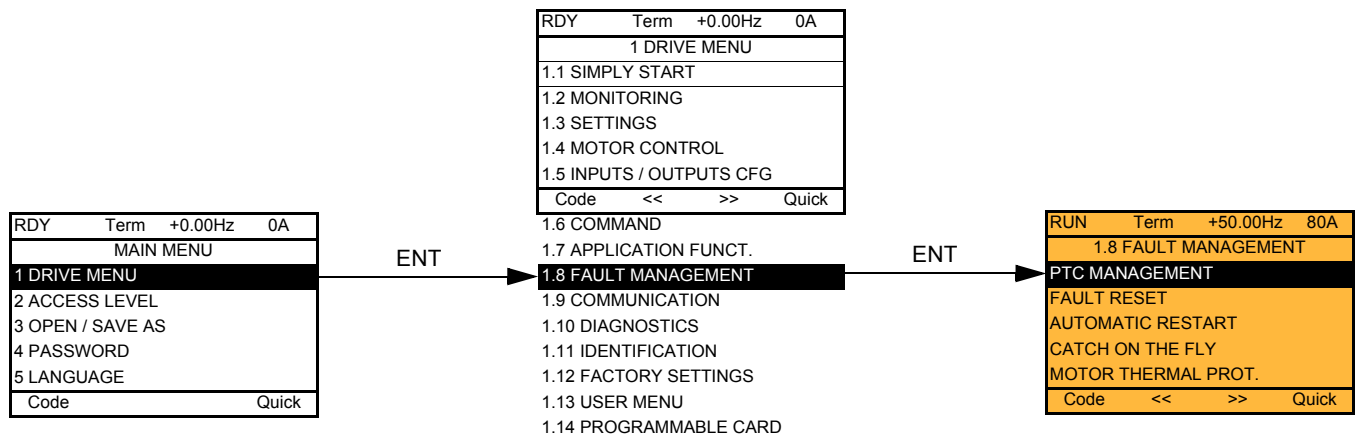 RDY Term +0.00Hz 0A
MAIN MENU
1 DRIVE MENU
2 ACCESS LEVEL
3 OPEN / SAVE AS
4 PASSWORD
5 LANGUAGE
Code Quick
ENT
RDY Term +0.00Hz 0A
1 DRIVE MENU
1.1 SIMPLY START
1.2 MONITORING
1.3 SETTINGS
1.4 MOTOR CONTROL
1.5 INPUTS / OUTPUTS CFG
Code << >> Quick
1.6 COMMAND
1.7 APPLICATION FUNCT.
1.8 FAULT MANAGEMENT
1.9 COMMUNICATION
1.10 DIAGNOSTICS
1.11 IDENTIFICATION
1.12 FACTORY SETTINGS
1.13 USER MENU
1.14 PROGRAMMABLE CARD
ENT
RUN Term +50.00Hz 80A
1.8 FAULT MANAGEMENT
PTC MANAGEMENT
FAULT RESET
AUTOMATIC RESTART
CATCH ON THE FLY
MOTOR THERMAL PROT.
Code << >> Quick